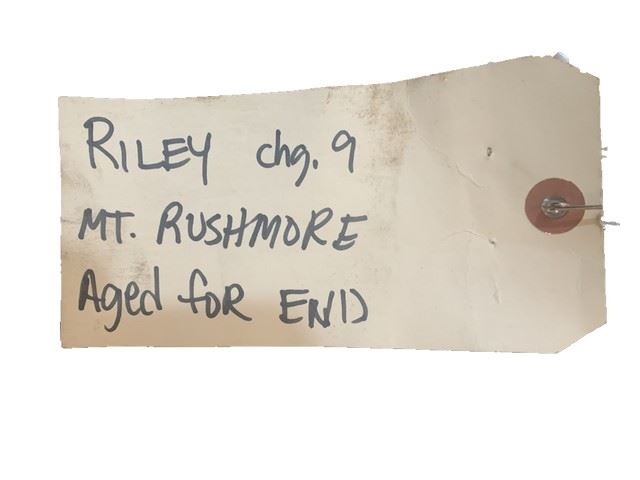 RILEY chg. 9
MT. RUSHMORE
Aged foR END